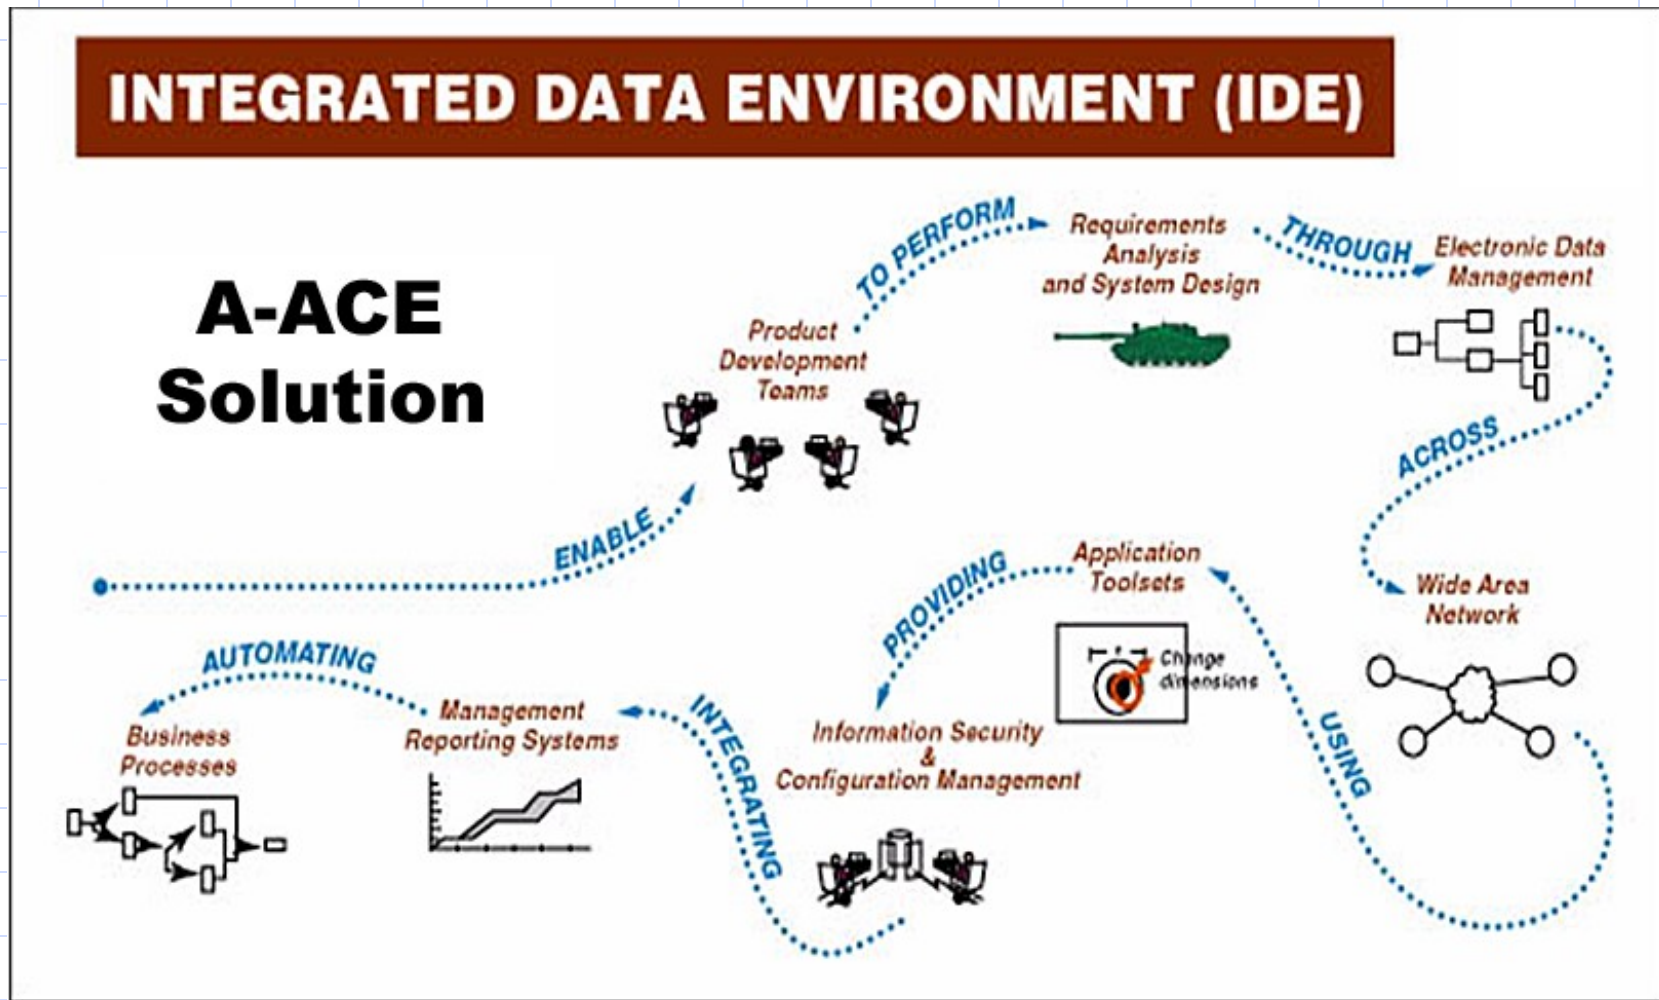 INTEGRATED DATA ENVIRONMENT (IDE)
A-ACE
Solution
ENABLE
Product
Development
Teams
TO PERFORM
Requirements
Analysis
and System Design
THROUGH
Electronic Data
Management
ACROSS
Wide Area
Network
USING
Application
Toolsets
Change
dimensions
PROVIDING
Information Security
&
Configuration Management
INTEGRATING
Management
Reporting Systems
AUTOMATING
Business
Processes